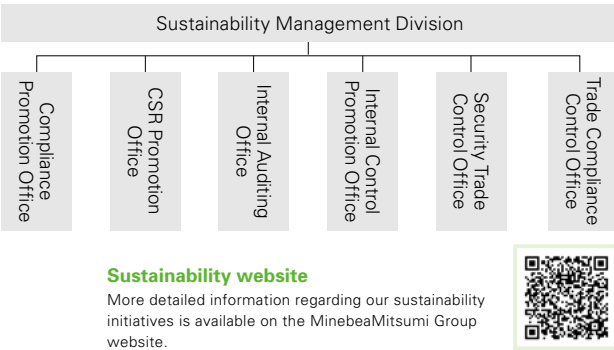 Sustainability Management Division
Compliance
Promotion Office
CSR Promotion
Office
Internal Auditing
Office
Internal Control
Promotion Office
Security Trade
Control Office
Trade Compliance
Control Office
Sustainability website
More detailed information regarding our sustainability
initiatives is available on the MinebeaMitsumi Group
website.